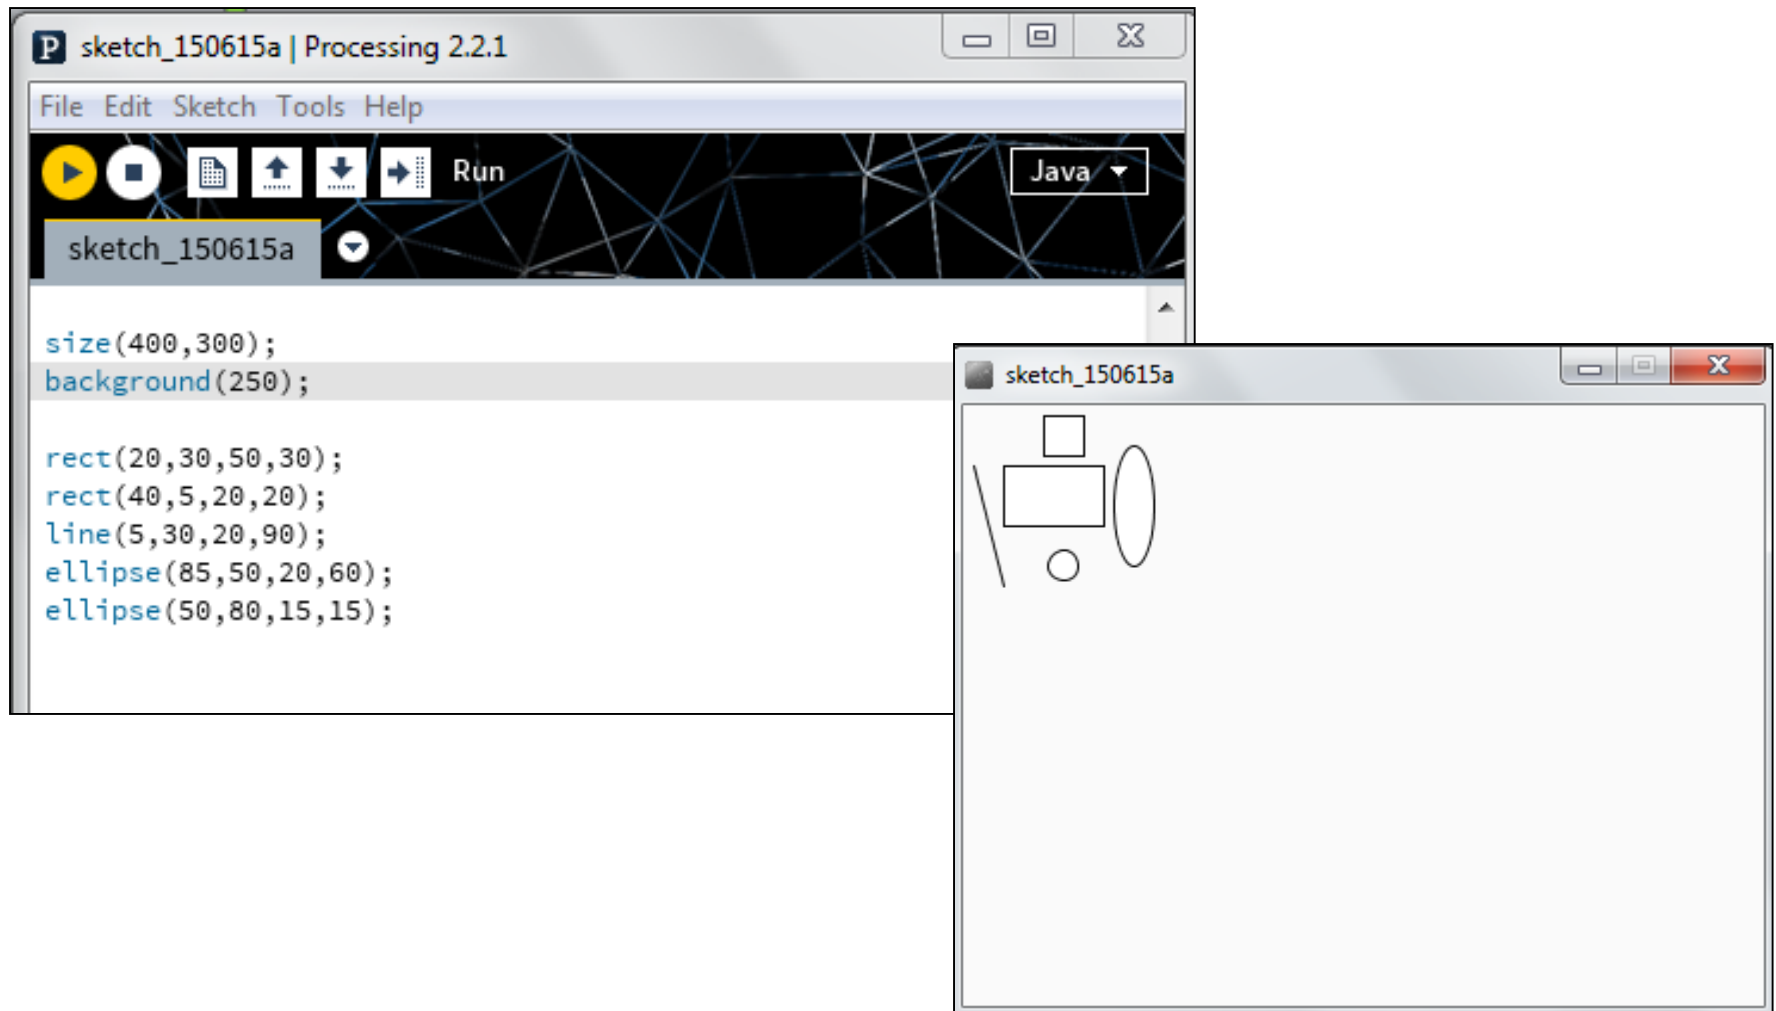 sketch_150615a | Processing 2.2.1
File Edit Sketch Tools Help
Run
Java
sketch_150615a
size(400,300);
background(250);
rect(20,30,50,30);
rect(40,5,20,20);
line(5,30,20,90);
ellipse(85,50,20,60);
ellipse(50,80,15,15);
sketch_150615a